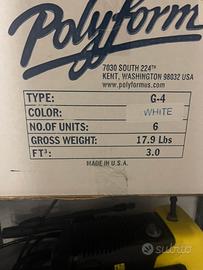 Polyform
7030 SOUTH 224TH
KENT, WASHINGTON 98032 USA
www.polyformus.com
TYPE: G-4
COLOR: WHITE
NO.OF UNITS: 6
GROSS WEIGHT: 17.9 Lbs
FT³: 3.0
MADE IN U.S.A.
subito